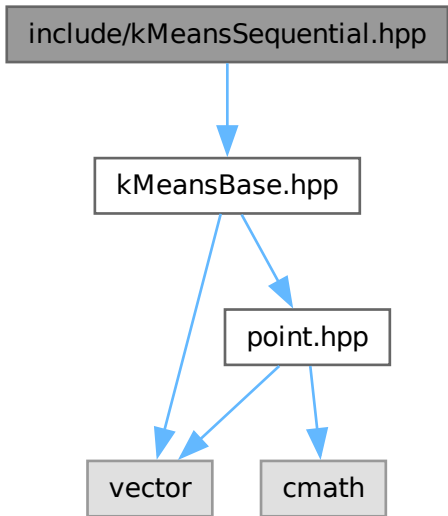 include/kMeansSequential.hpp
kMeansBase.hpp
point.hpp
vector
cmath